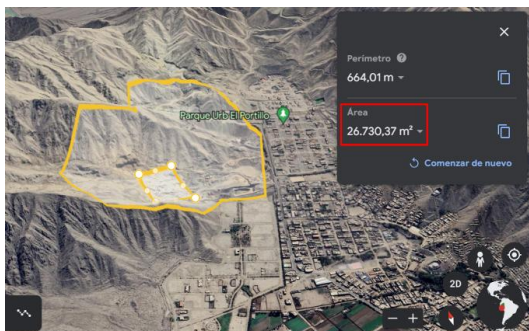 Perímetro ?
664,01 m
Área
26.730,37 m²
Comenzar de nuevo
Parque Urb El Portillo
2D